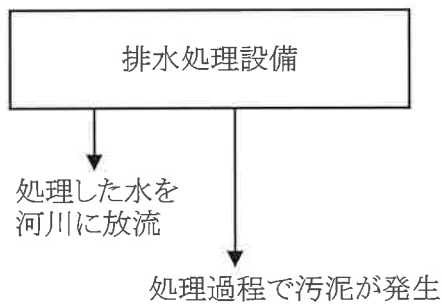 排水処理設備
処理した水を
河川に放流
処理過程で汚泥が発生